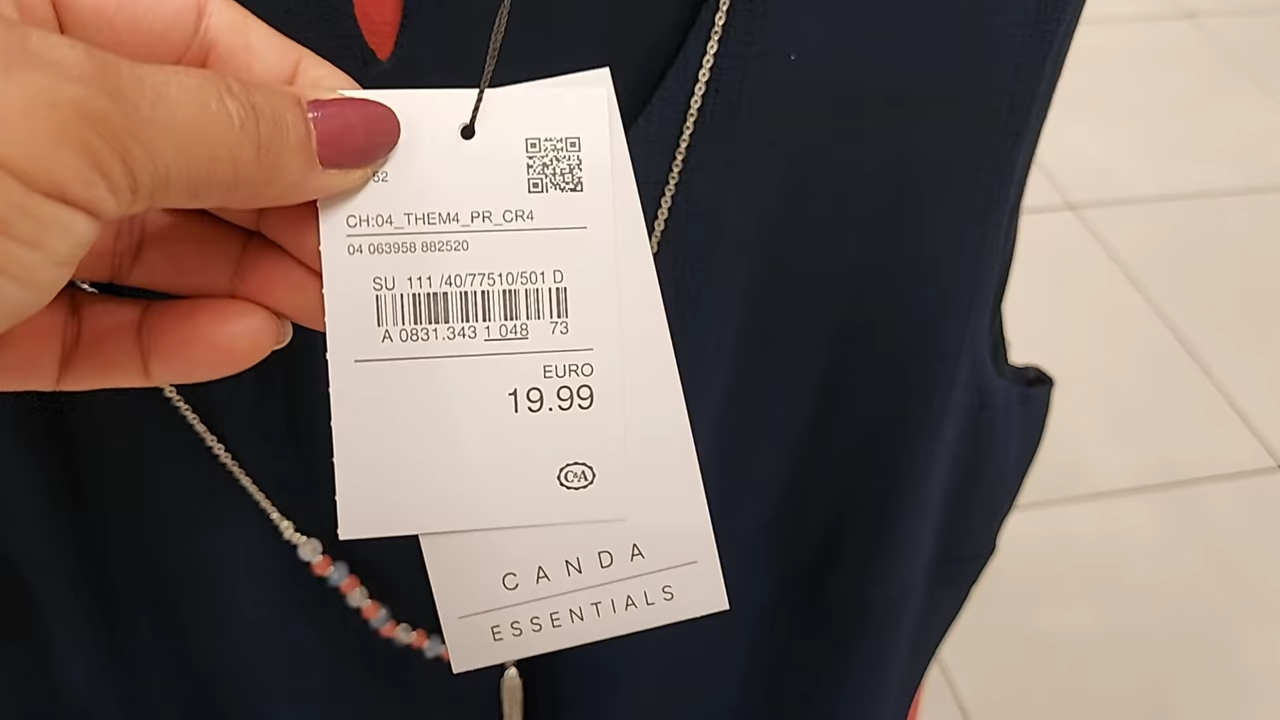 52
CH:04_THEM4_PR_CR4
04 063958 882520
SU 111 /40/77510/501 D
A 0831.343 1 048 73
EURO
19.99
C&A
CANDA
ESSENTIALS